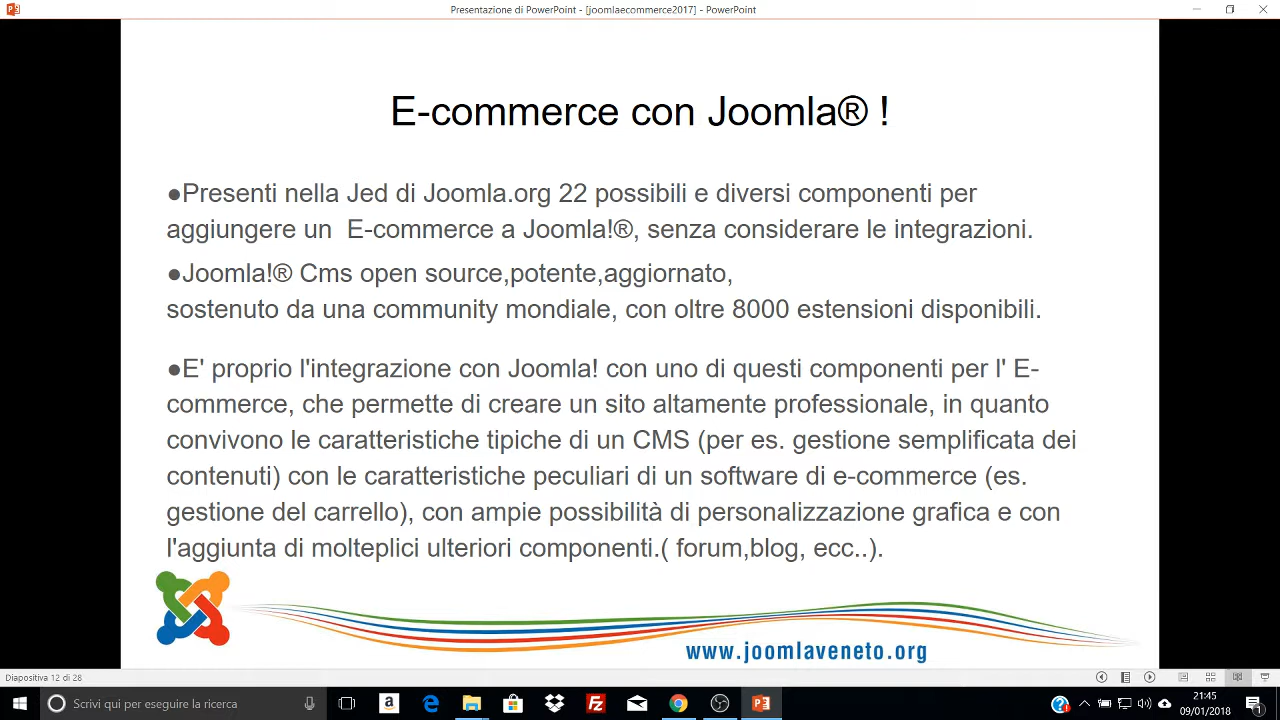 Presentazione di PowerPoint - [joomlaecommerce2017] - PowerPoint
E-commerce con Joomla® !
●Presenti nella Jed di Joomla.org 22 possibili e diversi componenti per
aggiungere un  E-commerce a Joomla!®, senza considerare le integrazioni.
●Joomla!® Cms open source,potente,aggiornato,
sostenuto da una community mondiale, con oltre 8000 estensioni disponibili.
●E' proprio l'integrazione con Joomla! con uno di questi componenti per l' E-
commerce, che permette di creare un sito altamente professionale, in quanto
convivono le caratteristiche tipiche di un CMS (per es. gestione semplificata dei
contenuti) con le caratteristiche peculiari di un software di e-commerce (es.
gestione del carrello), con ampie possibilità di personalizzazione grafica e con
l'aggiunta di molteplici ulteriori componenti.( forum,blog, ecc..).
www.joomlaveneto.org
Diapositiva 12 di 28
Scrivi qui per eseguire la ricerca
21:45
09/01/2018